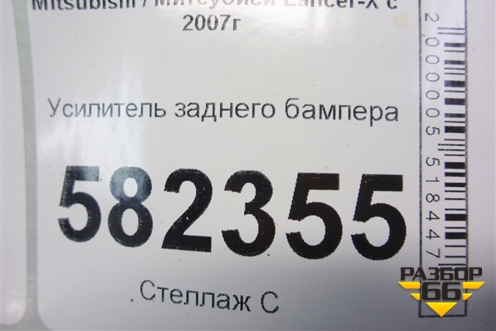 Mitsubishi / Митсубиси Lancer-X с
2007г
Усилитель заднего бампера
582355
Стеллаж С
2000005518447
РАЗБОР
66